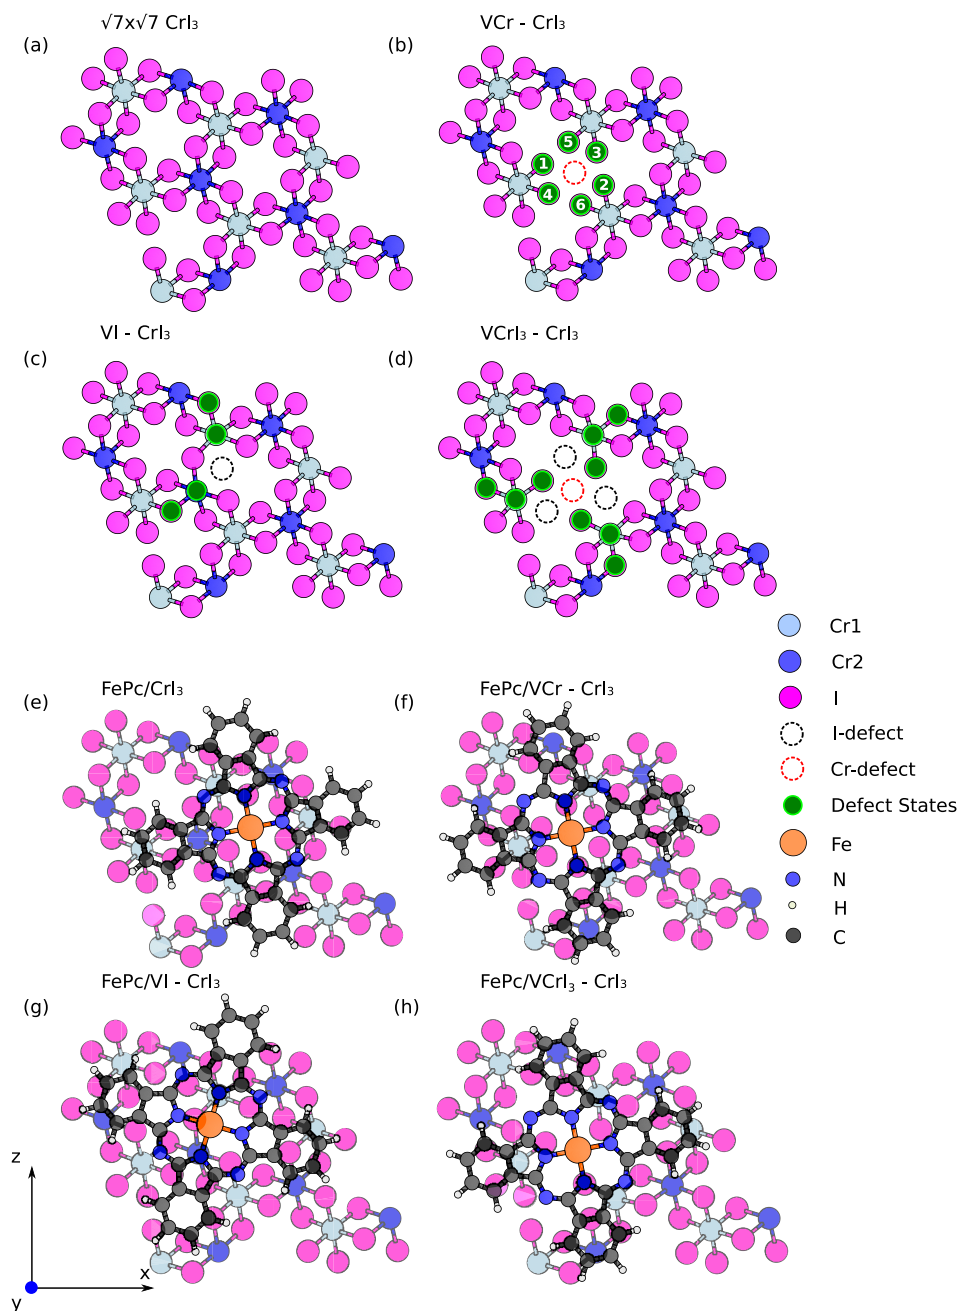 √7x√7 CrI₃
VCr - CrI₃
(a)
(b)
5
3
1
2
4
6
VI - CrI₃
VCrI₃ - CrI₃
(c)
(d)
Cr1
Cr2
I
I-defect
Cr-defect
Defect States
Fe
N
H
C
FePc/CrI₃
FePc/VCr - CrI₃
(e)
(f)
FePc/VI - CrI₃
FePc/VCrI₃ - CrI₃
(g)
(h)
z
x
y